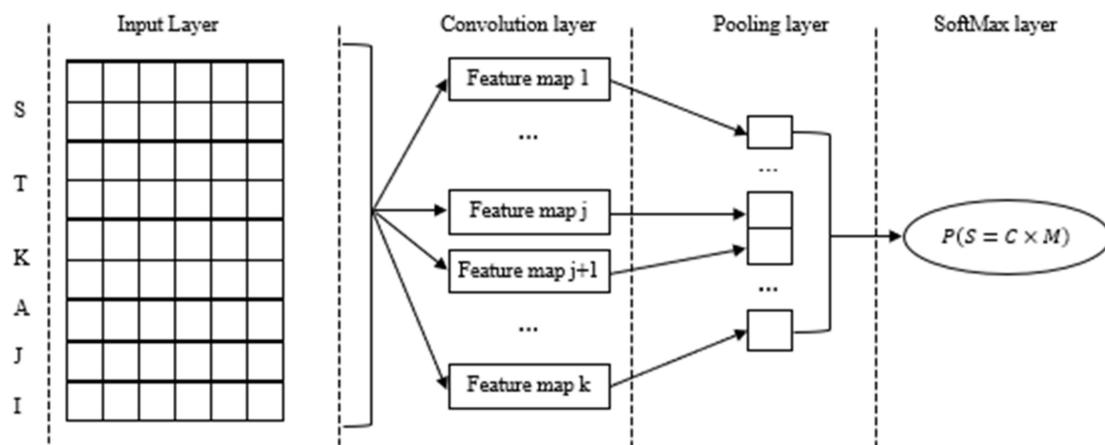 Input Layer
Convolution layer
Pooling layer
SoftMax layer
S
T
K
A
J
I
Feature map 1
...
Feature map j
Feature map j+1
...
Feature map k
...
...
P(S = C × M)